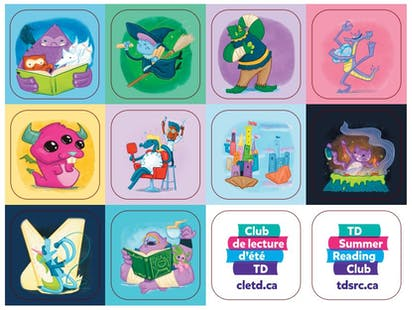 Club
de lecture
d'été
TD
cletd.ca
TD
Summer
Reading
Club
tdsrc.ca